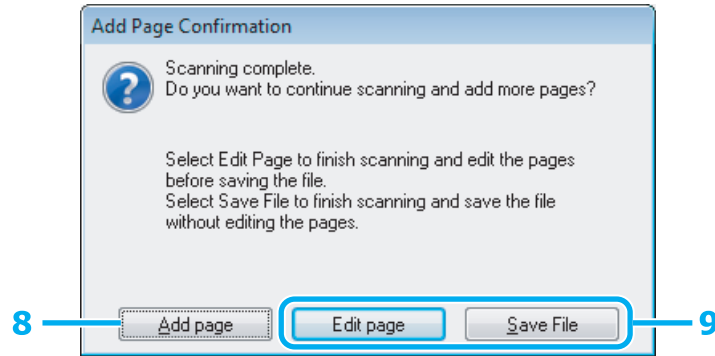 Add Page Confirmation
Scanning complete.
Do you want to continue scanning and add more pages?
Select Edit Page to finish scanning and edit the pages
before saving the file.
Select Save File to finish scanning and save the file
without editing the pages.
8 Add page Edit page Save File 9